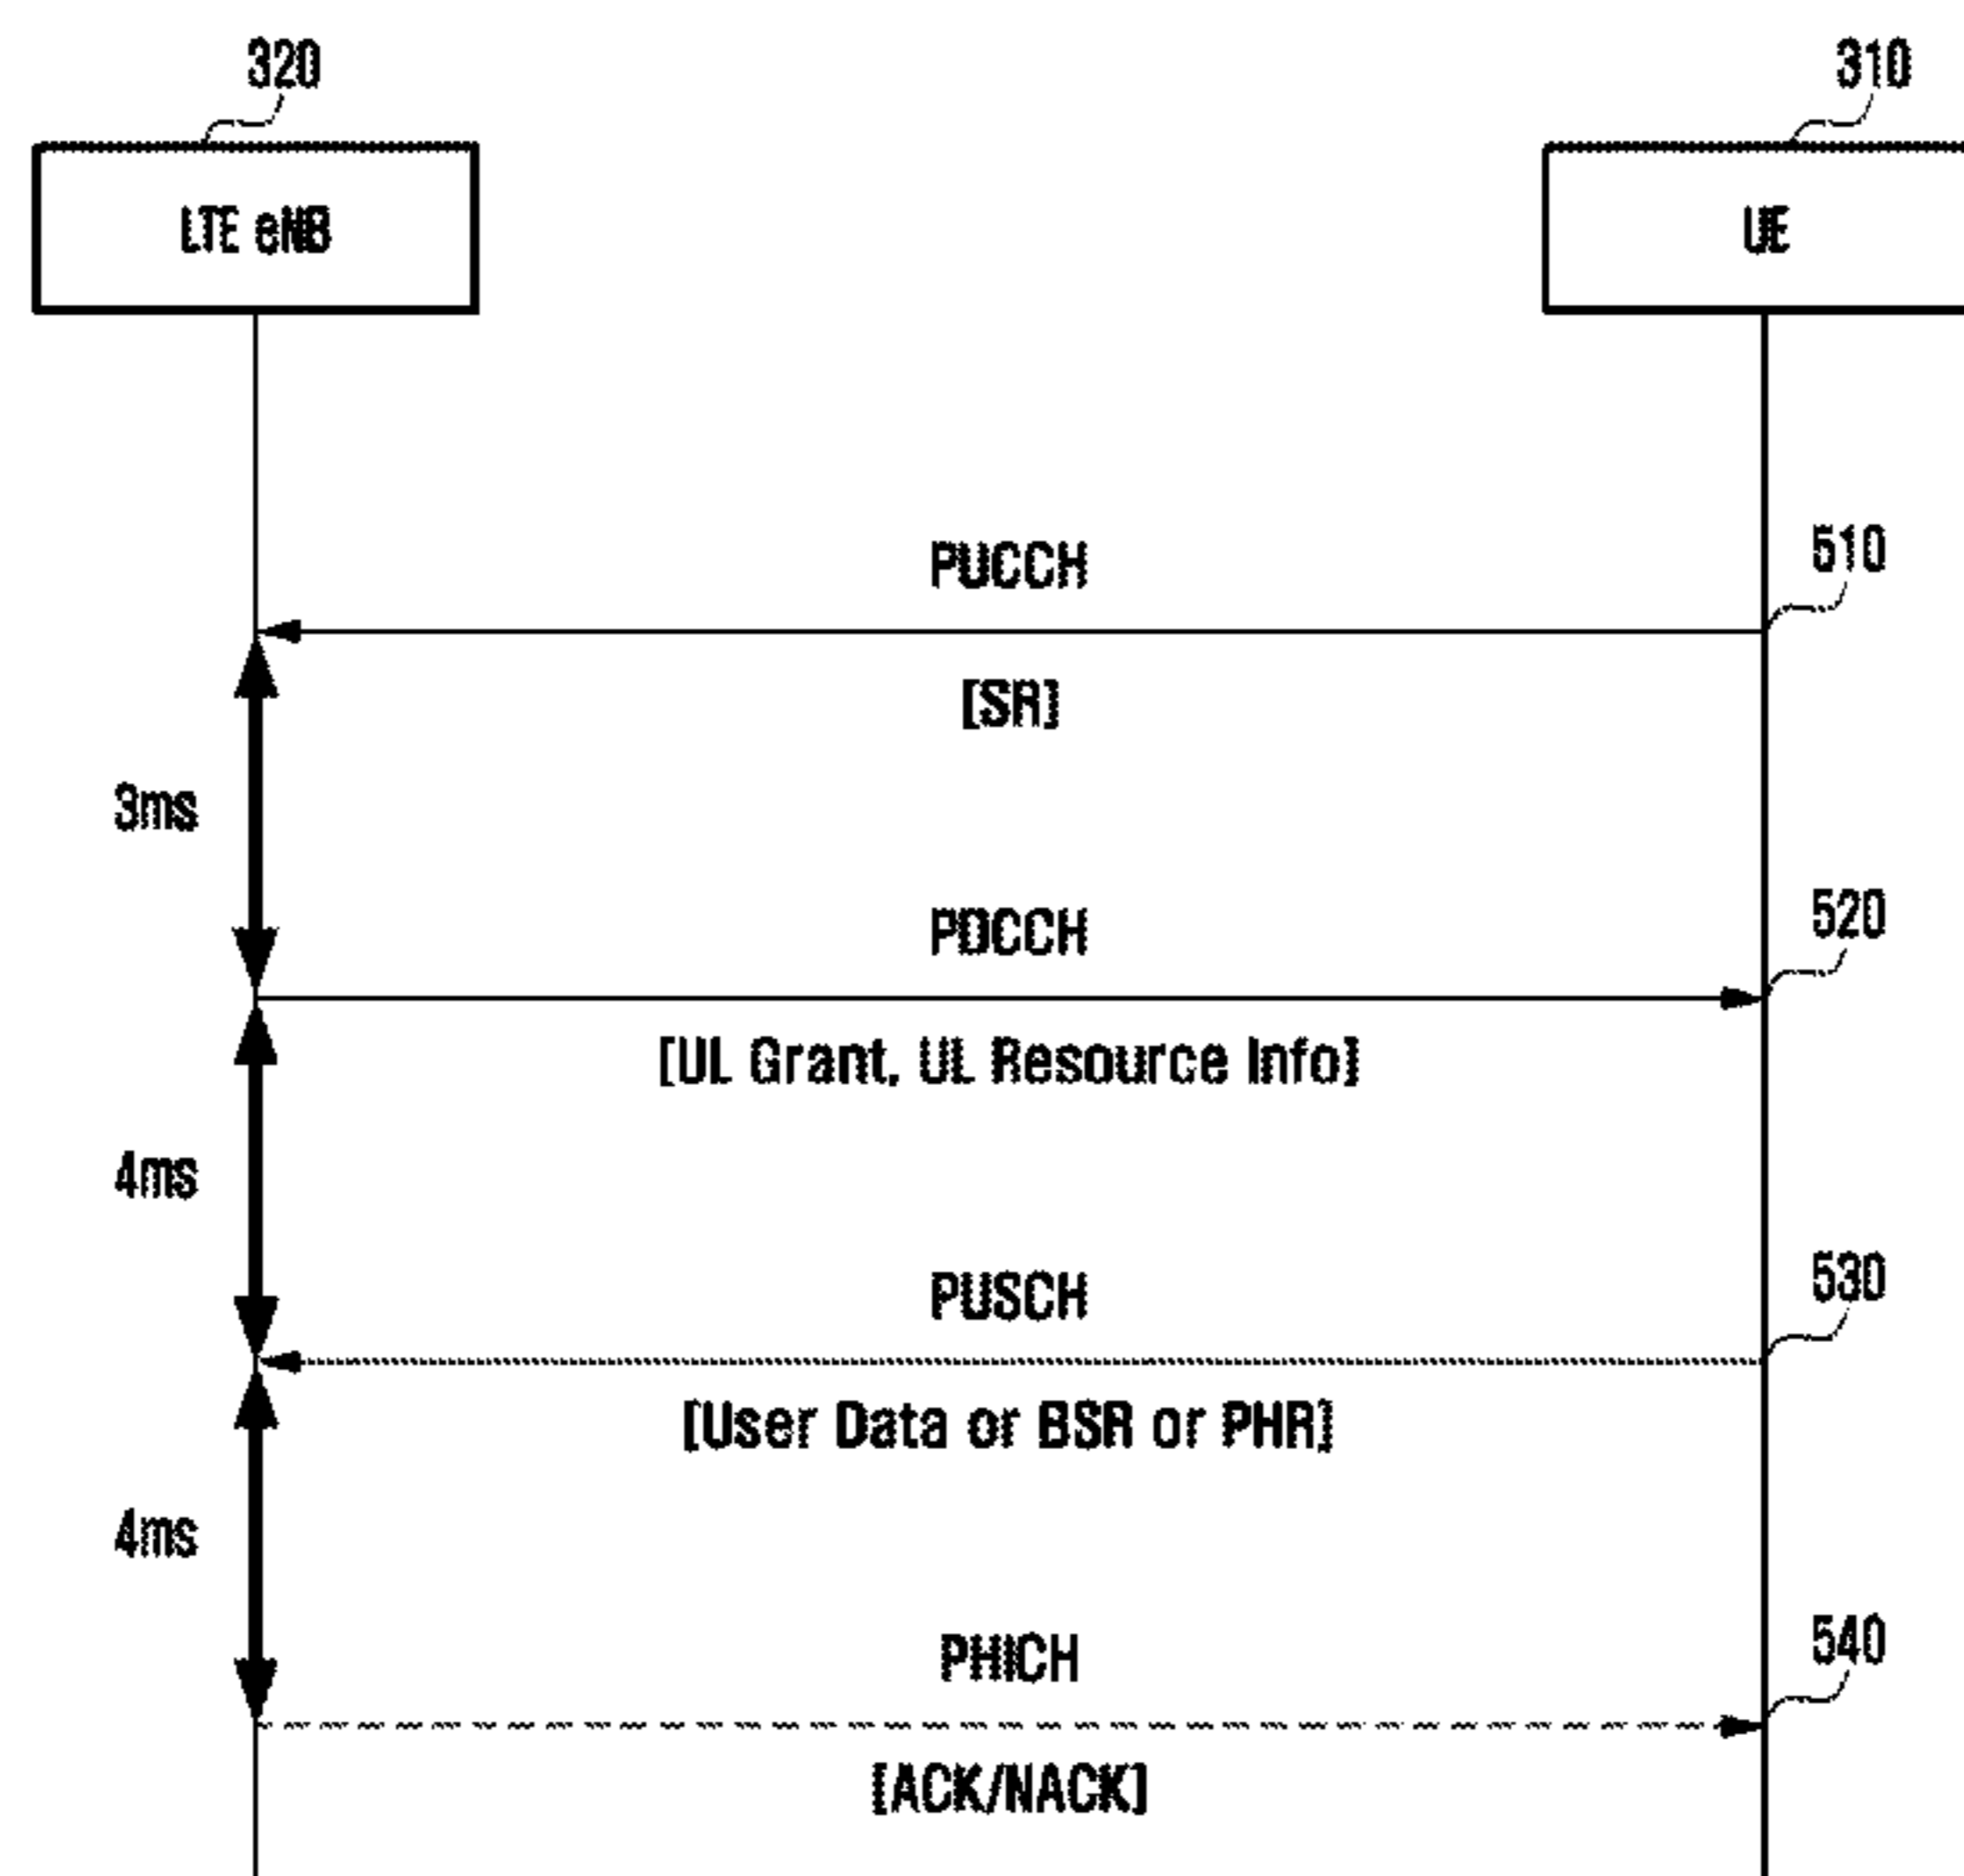 320
310
LTE eNB
UE
PUCCH
510
[SR]
3ms
PDCCH
520
[UL Grant, UL Resource Info]
4ms
PUSCH
530
[User Data or BSR or PHR]
4ms
PHICH
540
[ACK/NACK]